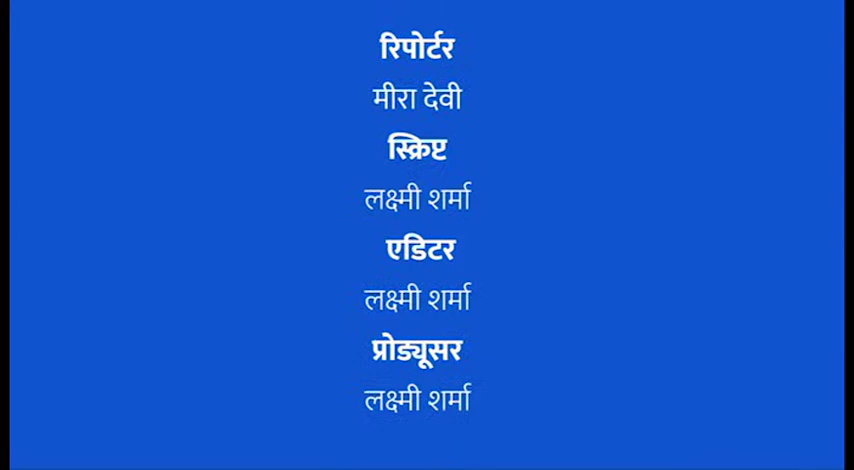 रिपोर्टर
मीरा देवी
स्क्रिप्ट
लक्ष्मी शर्मा
एडिटर
लक्ष्मी शर्मा
प्रोड्यूसर
लक्ष्मी शर्मा